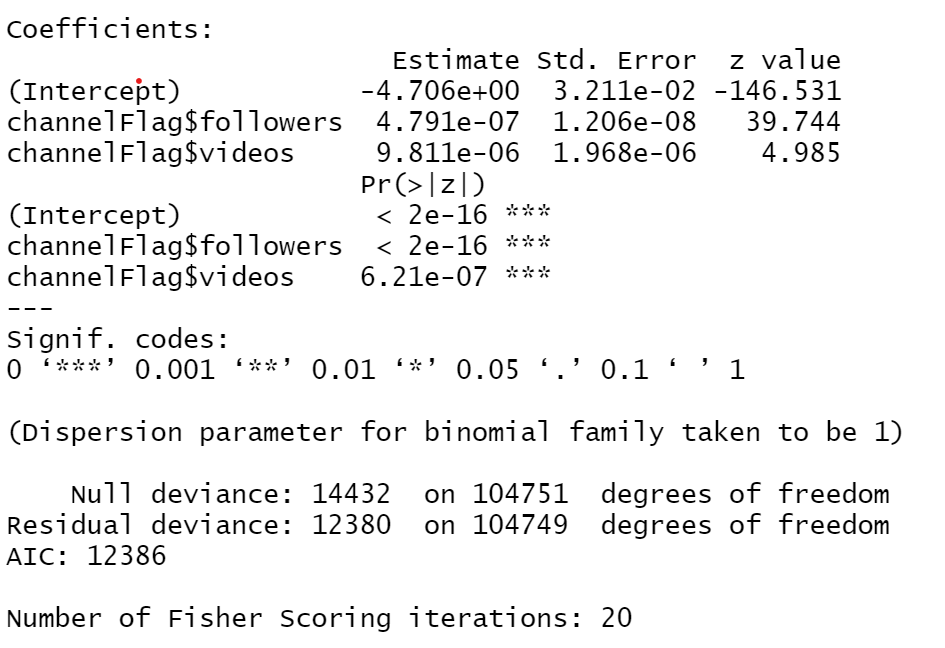 Coefficients:
Estimate Std. Error z value
(Intercept) -4.706e+00 3.211e-02 -146.531
channelFlag$followers 4.791e-07 1.206e-08 39.744
channelFlag$videos 9.811e-06 1.968e-06 4.985
Pr(>|z|)
(Intercept) < 2e-16 ***
channelFlag$followers < 2e-16 ***
channelFlag$videos 6.21e-07 ***
---
Signif. codes:
0 ‘***’ 0.001 ‘**’ 0.01 ‘*’ 0.05 ‘.’ 0.1 ‘ ’ 1
(Dispersion parameter for binomial family taken to be 1)
Null deviance: 14432 on 104751 degrees of freedom
Residual deviance: 12380 on 104749 degrees of freedom
AIC: 12386
Number of Fisher Scoring iterations: 20